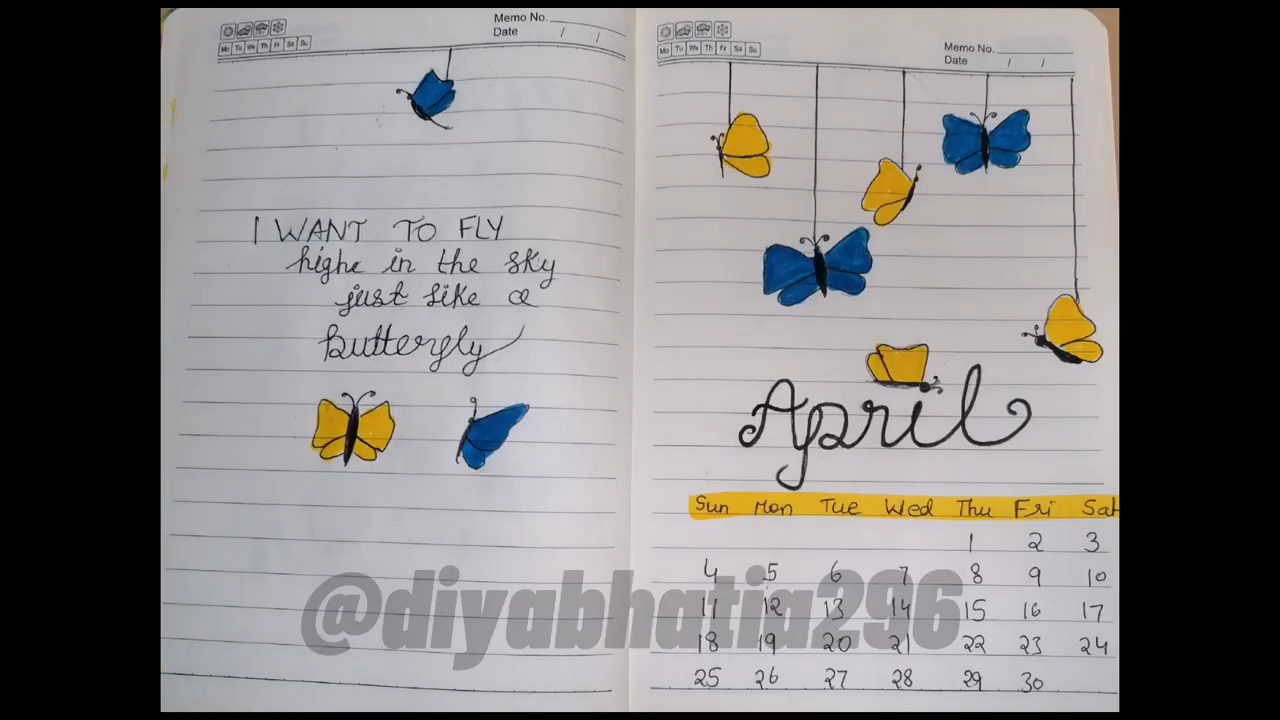 Memo No.
Date / /
Mo Tu We Th Fr Sa Su
I WANT TO FLY
highe in the sky
just like a
butterfly
Memo No.
Date / /
Mo Tu We Th Fr Sa Su
April
Sun Mon Tue Wed Thu Fri Sat
1 2 3
4 5 6 7 8 9 10
11 12 13 14 15 16 17
18 19 20 21 22 23 24
25 26 27 28 29 30
@diyabhatia296